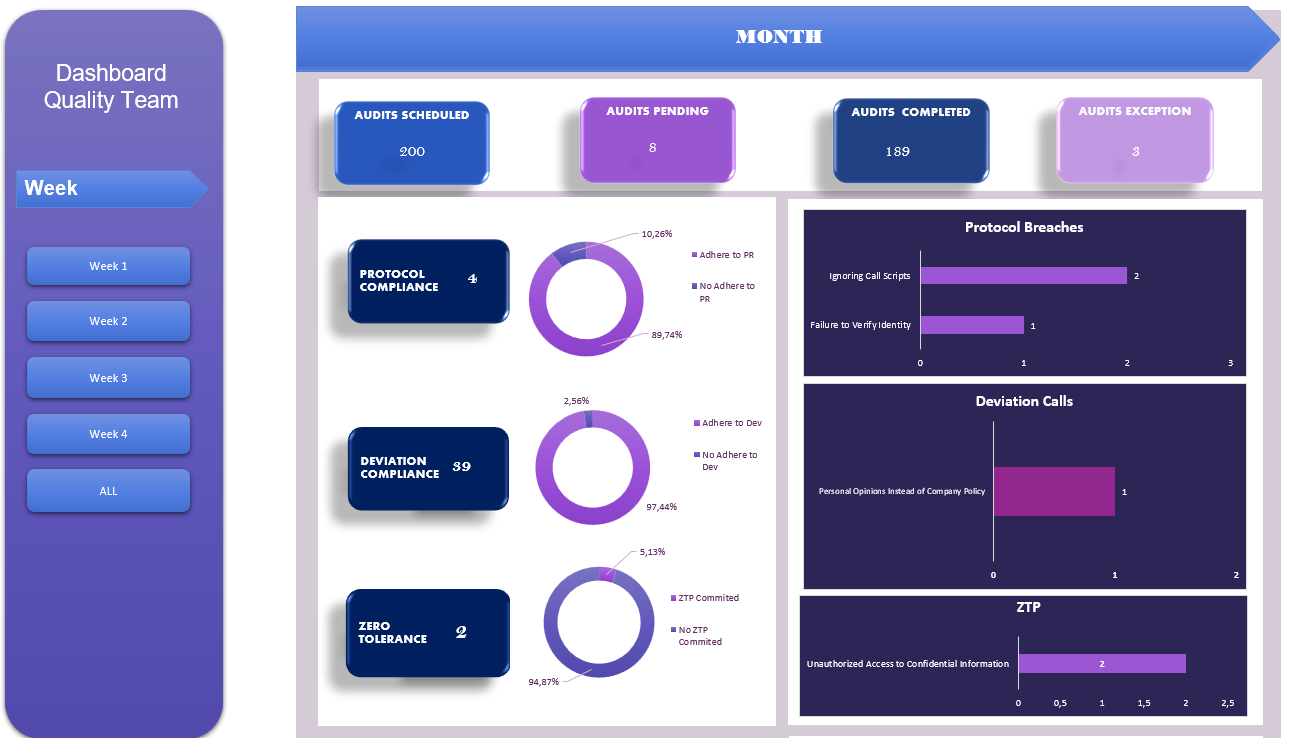 Dashboard
Quality Team
Week
Week 1
Week 2
Week 3
Week 4
ALL
MONTH
AUDITS SCHEDULED
200
AUDITS PENDING
8
AUDITS COMPLETED
189
AUDITS EXCEPTION
3
PROTOCOL
COMPLIANCE
4
10,26%
89,74%
Adhere to PR
No Adhere to
PR
DEVIATION
COMPLIANCE
39
2,56%
97,44%
Adhere to Dev
No Adhere to
Dev
ZERO
TOLERANCE
2
5,13%
94,87%
ZTP Commited
No ZTP
Commited
Protocol Breaches
Ignoring Call Scripts
2
Failure to Verify Identity
1
0 1 2 3
Deviation Calls
Personal Opinions Instead of Company Policy
1
0 1 2
ZTP
Unauthorized Access to Confidential Information
2
0 0,5 1 1,5 2 2,5